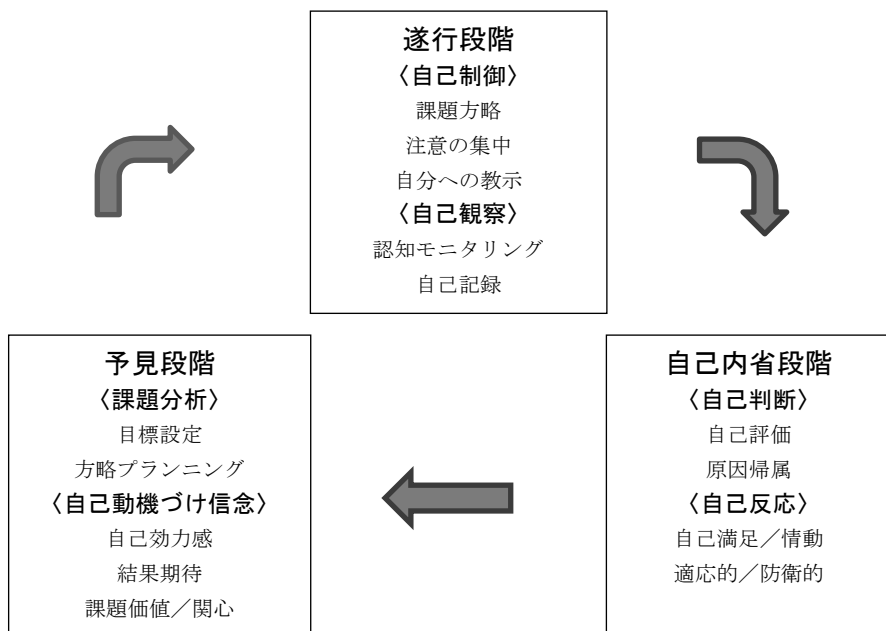 遂行段階
〈自己制御〉
課題方略
注意の集中
自分への教示
〈自己観察〉
認知モニタリング
自己記録
予見段階
〈課題分析〉
目標設定
方略プランニング
〈自己動機づけ信念〉
自己効力感
結果期待
課題価値／関心
自己内省段階
〈自己判断〉
自己評価
原因帰属
〈自己反応〉
自己満足／情動
適応的／防衛的